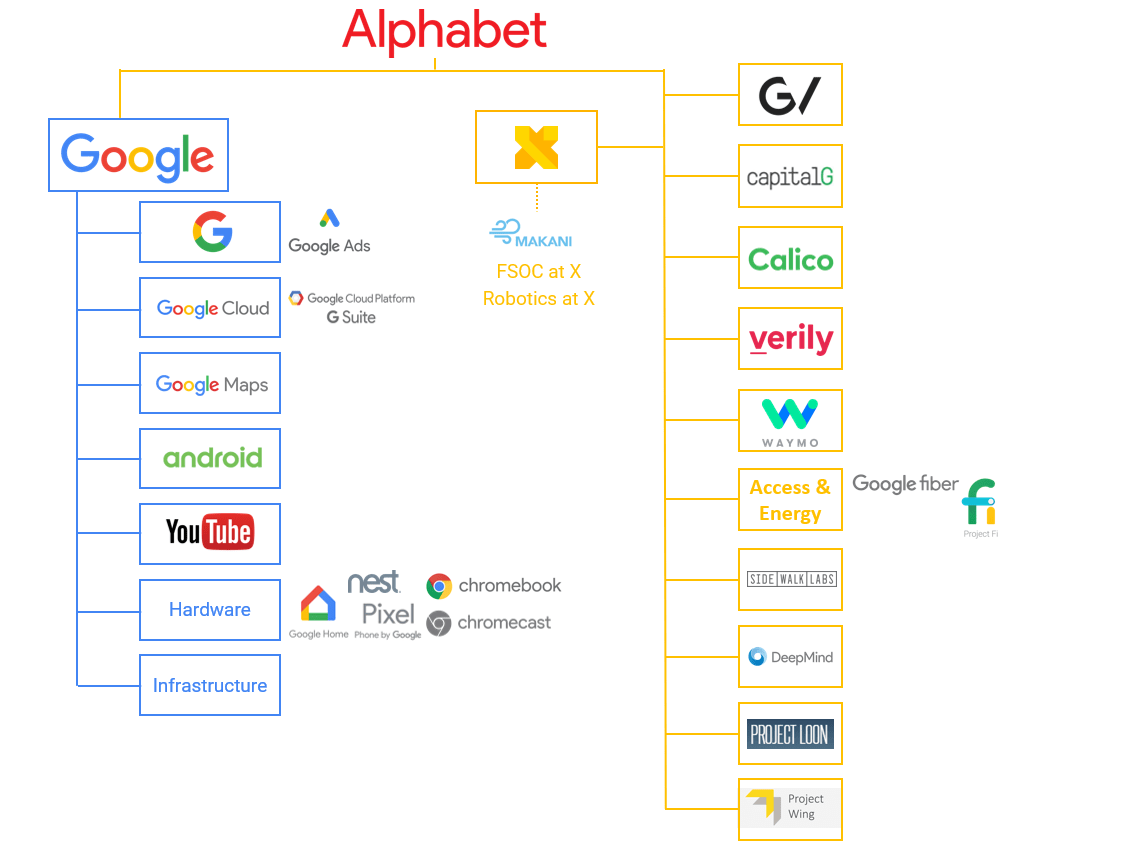 Alphabet
Google
G
Google Ads
Google Cloud
Google Cloud Platform
G Suite
Google Maps
android
YouTube
Hardware
Google Home
nest
Pixel
Phone by Google
chromebook
chromecast
Infrastructure
X
MAKANI
FSOC at X
Robotics at X
GV
capitalG
Calico
verily
WAYMO
Access &
Energy
Google fiber
fi
Project Fi
SIDEWALK LABS
DeepMind
PROJECT LOON
Project
Wing